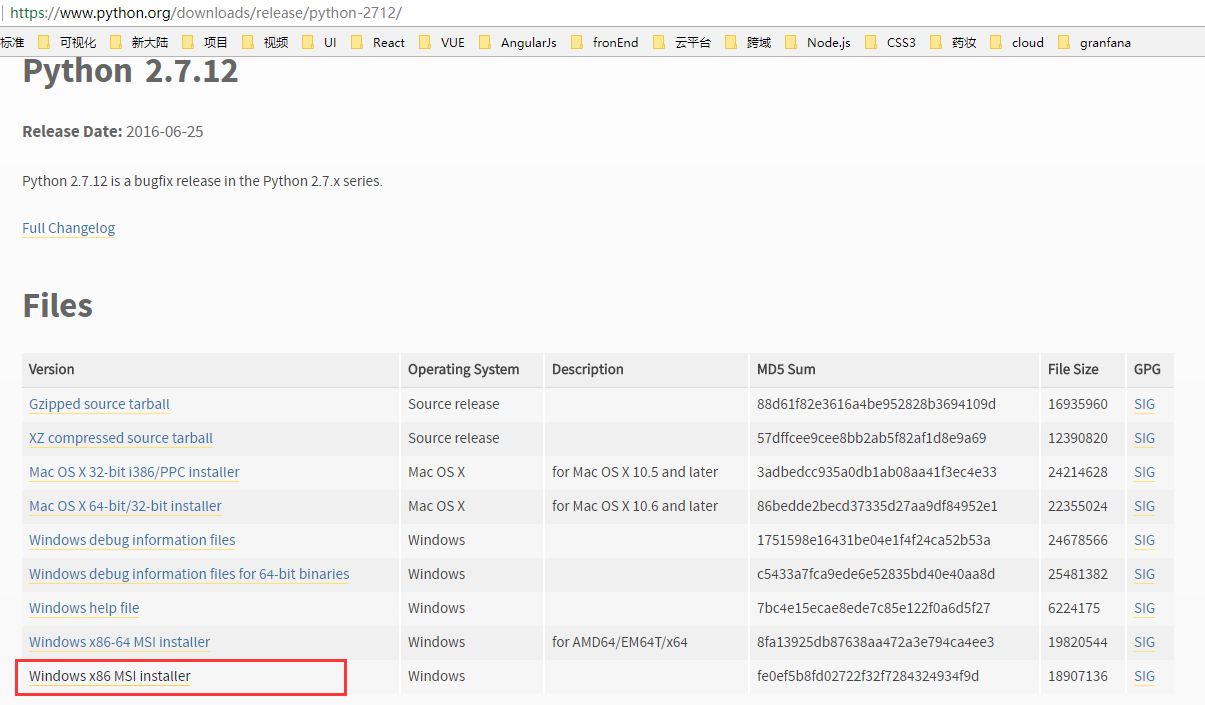 https://www.python.org/downloads/release/python-2712/
标准 可视化 新大陆 项目 视频 UI React VUE AngularJs fronEnd 云平台 跨域 Node.js CSS3 药妆 cloud granfana
Python 2.7.12
Release Date: 2016-06-25
Python 2.7.12 is a bugfix release in the Python 2.7.x series.
Full Changelog
Files
Version Operating System Description MD5 Sum File Size GPG
Gzipped source tarball Source release 88d61f82e3616a4be952828b3694109d 16935960 SIG
XZ compressed source tarball Source release 57dffcee9cee8bb2ab5f82af1d8e9a69 12390820 SIG
Mac OS X 32-bit i386/PPC installer Mac OS X for Mac OS X 10.5 and later 3adbedcc935a0db1ab08aa41f3ec4e33 24214628 SIG
Mac OS X 64-bit/32-bit installer Mac OS X for Mac OS X 10.6 and later 86bedde2becd37335d27aa9df84952e1 22355024 SIG
Windows debug information files Windows 1751598e16431be04e1f4f24ca52b53a 24678566 SIG
Windows debug information files for 64-bit binaries Windows c5433a7fca9ede6e52835bd40e40aa8d 25481382 SIG
Windows help file Windows 7bc4e15ecae8ede7c85e122f0a6d5f27 6224175 SIG
Windows x86-64 MSI installer Windows for AMD64/EM64T/x64 8fa13925db87638aa472a3e794ca4ee3 19820544 SIG
Windows x86 MSI installer Windows fe0ef5b8fd02722f32f7284324934f9d 18907136 SIG